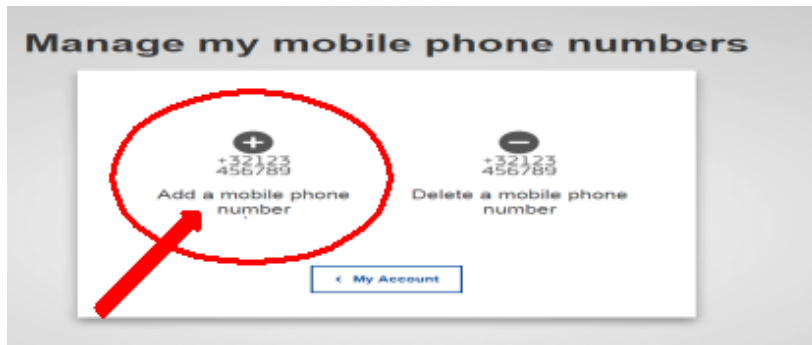 Manage my mobile phone numbers
+32123
456789
Add a mobile phone
number
+32123
456789
Delete a mobile phone
number
< My Account